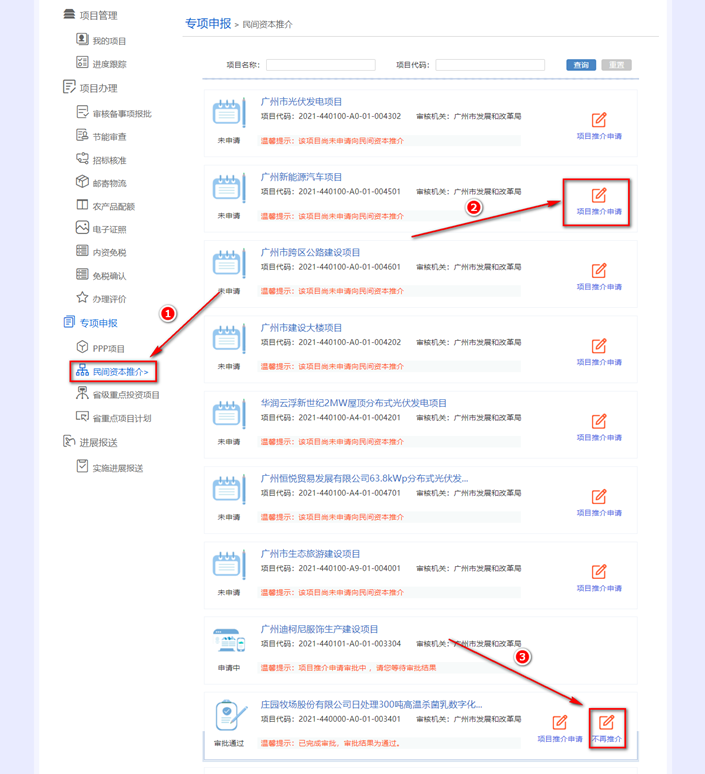 项目管理
我的项目
进度跟踪
项目办理
审核备事项报批
节能审查
招标核准
邮寄物流
农产品配额
电子证照
内资免税
免税确认
办理评价
专项申报
PPP项目
民间资本推介>
省级重点投资项目
省重点项目计划
进展报送
实施进展报送
专项申报 > 民间资本推介
项目名称: 项目代码: 查询 重置
广州市光伏发电项目
项目代码: 2021-440100-A0-01-004302 审核机关: 广州市发展和改革局
未申请 温馨提示: 该项目尚未申请向民间资本推介 项目推介申请
广州新能源汽车项目
项目代码: 2021-440100-A0-01-004501 审核机关: 广州市发展和改革局
未申请 温馨提示: 该项目尚未申请向民间资本推介 项目推介申请
2
广州市跨区公路建设项目
项目代码: 2021-440100-A0-01-004601 审核机关: 广州市发展和改革局
未申请 温馨提示: 该项目尚未申请向民间资本推介 项目推介申请
1
广州市建设大楼项目
项目代码: 2021-440100-A0-01-004202 审核机关: 广州市发展和改革局
未申请 温馨提示: 该项目尚未申请向民间资本推介 项目推介申请
华润云浮新世纪2MW屋顶分布式光伏发电项目
项目代码: 2021-440100-A4-01-004201 审核机关: 广州市发展和改革局
未申请 温馨提示: 该项目尚未申请向民间资本推介 项目推介申请
广州恒悦贸易发展有限公司63.8kWp分布式光伏发...
项目代码: 2021-440100-A4-01-004701 审核机关: 广州市发展和改革局
未申请 温馨提示: 该项目尚未申请向民间资本推介 项目推介申请
广州市生态旅游建设项目
项目代码: 2021-440100-A9-01-004001 审核机关: 广州市发展和改革局
未申请 温馨提示: 该项目尚未申请向民间资本推介 项目推介申请
广州迪柯尼服饰生产建设项目
项目代码: 2021-440101-A0-01-003304 审核机关: 广州市发展和改革局
申请中 温馨提示: 项目推介申请审批中，请您等待审批结果
3
庄园牧场股份有限公司日处理300吨高温杀菌乳数字化...
项目代码: 2021-440000-A0-01-003401 审核机关: 广州市发展和改革局
审批通过 温馨提示: 已完成审批、审批结果为通过。 项目推介申请 不再推介